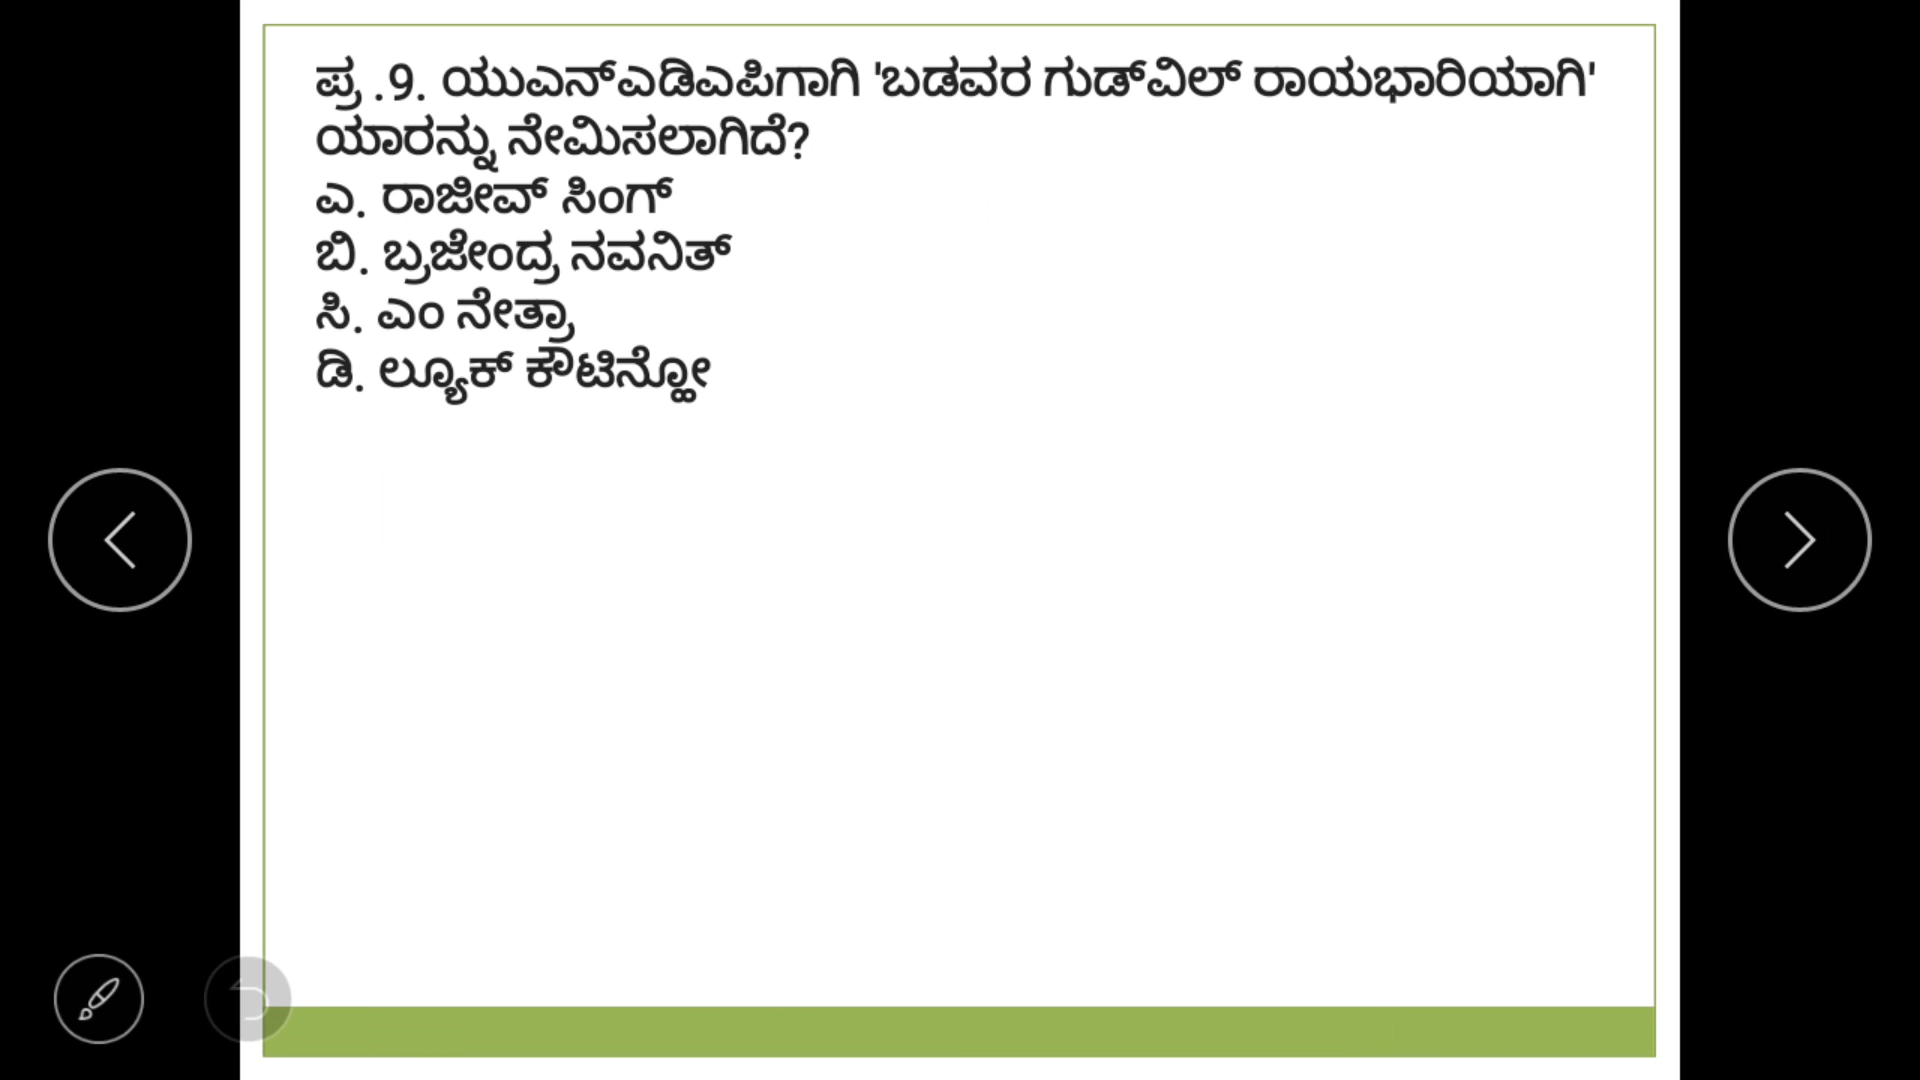 ಪ್ರ .9. ಯುಎನ್‌ಎಡಿಎಪಿಗಾಗಿ 'ಬಡವರ ಗುಡ್‌ವಿಲ್ ರಾಯಭಾರಿಯಾಗಿ'
ಯಾರನ್ನು ನೇಮಿಸಲಾಗಿದೆ?
ಎ. ರಾಜೀವ್ ಸಿಂಗ್
ಬಿ. ಬ್ರಜೇಂದ್ರ ನವನಿತ್
ಸಿ. ಎಂ ನೇತ್ರಾ
ಡಿ. ಲ್ಯೂಕ್ ಕೌಟಿನ್ಹೋ